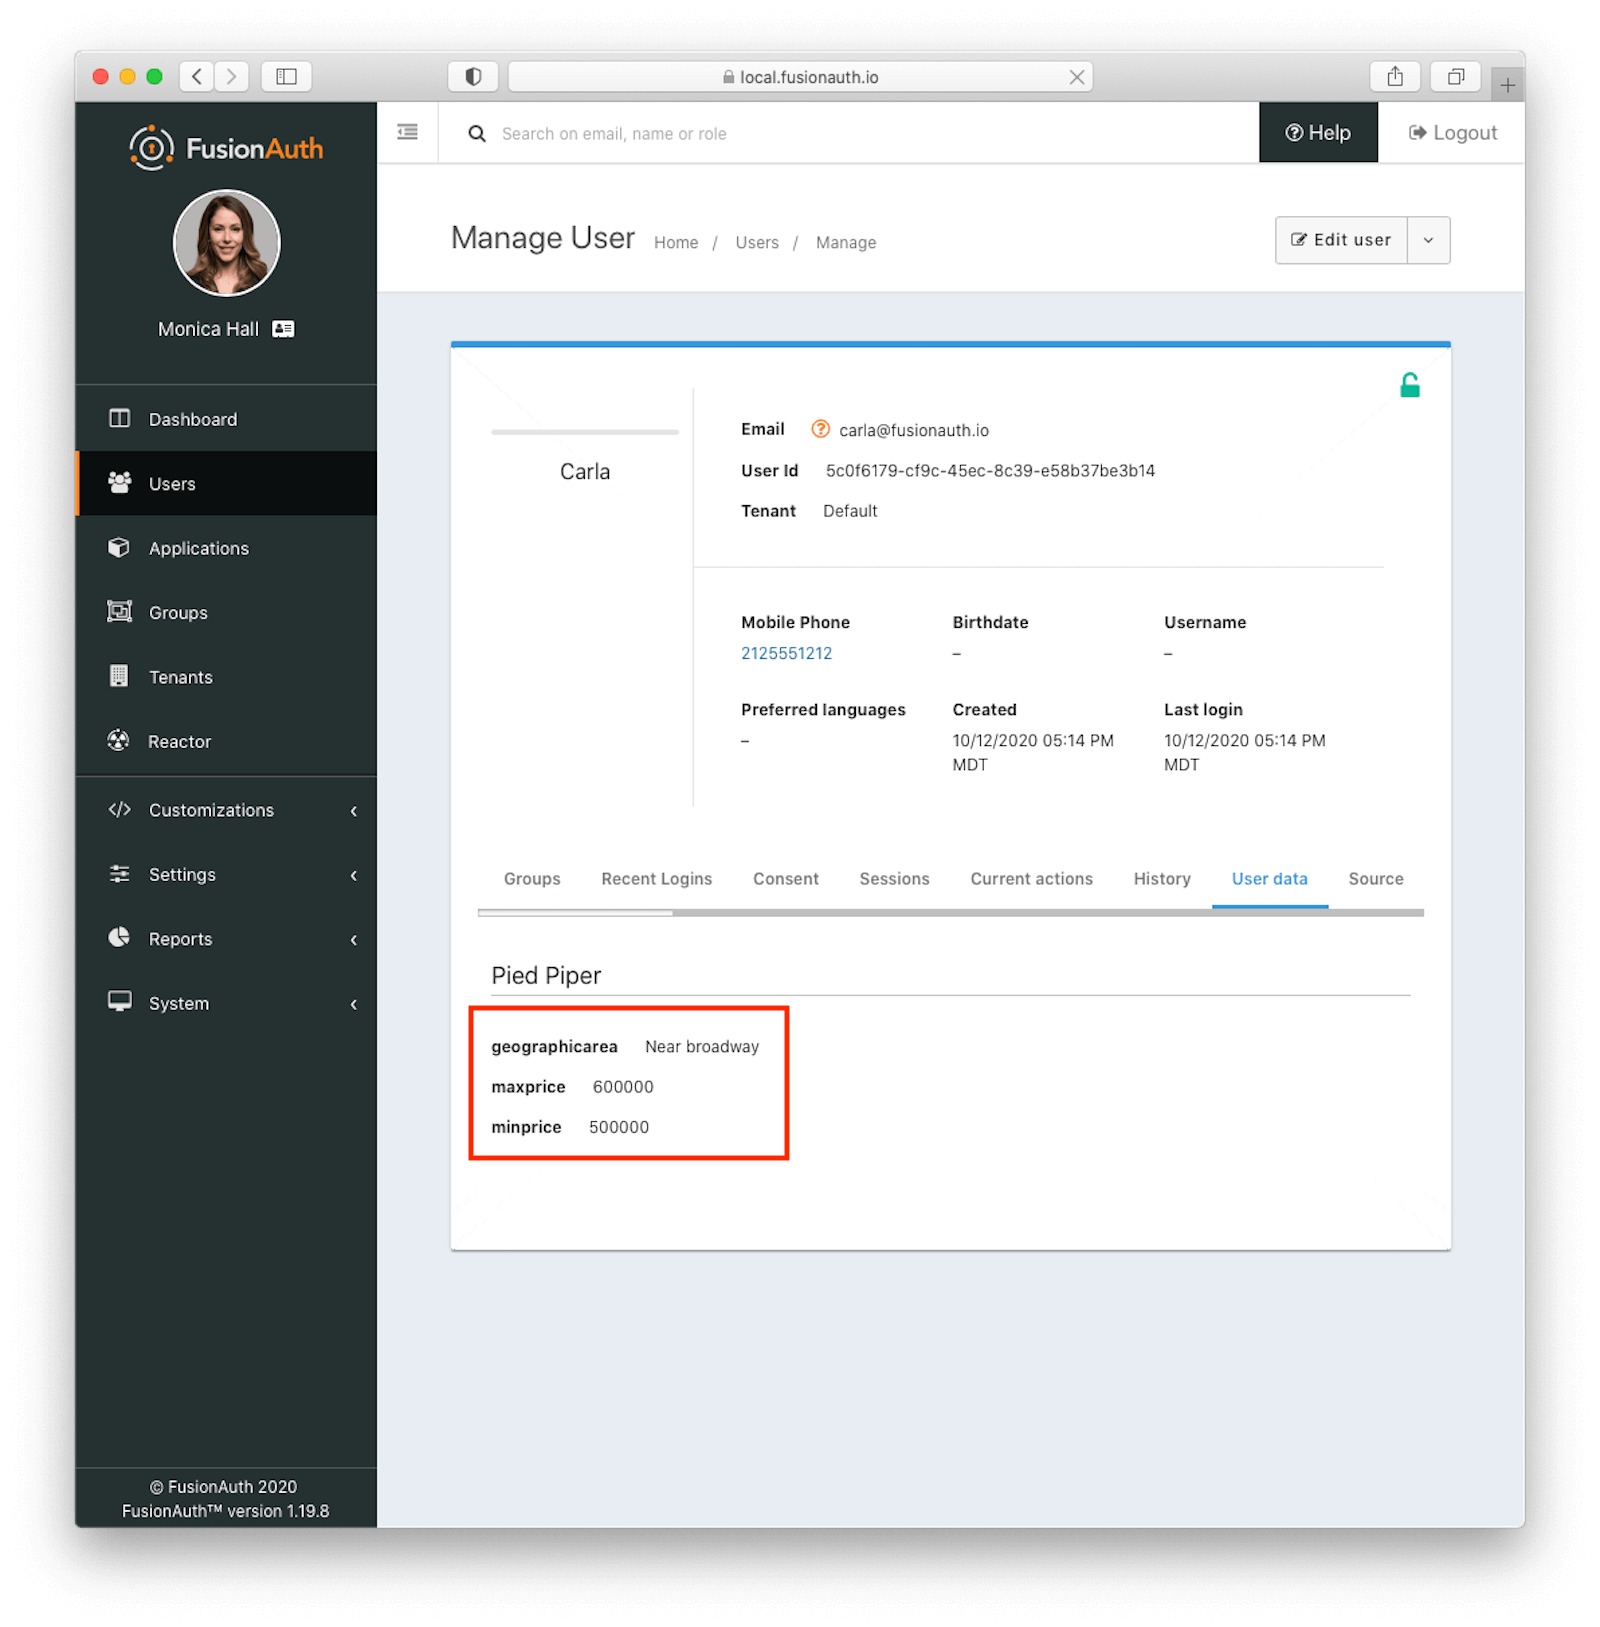 local.fusionauth.io
FusionAuth
Search on email, name or role
Help
Logout
Monica Hall
Manage User
Home / Users / Manage
Edit user
Dashboard
Users
Applications
Groups
Tenants
Reactor
Customizations
Settings
Reports
System
Carla
Email carla@fusionauth.io
User Id 5c0f6179-cf9c-45ec-8c39-e58b37be3b14
Tenant Default
Mobile Phone Birthdate Username
2125551212 – –
Preferred languages Created Last login
– 10/12/2020 05:14 PM 10/12/2020 05:14 PM
MDT MDT
Groups Recent Logins Consent Sessions Current actions History User data Source
Pied Piper
geographicarea Near broadway
maxprice 600000
minprice 500000
© FusionAuth 2020
FusionAuth™ version 1.19.8